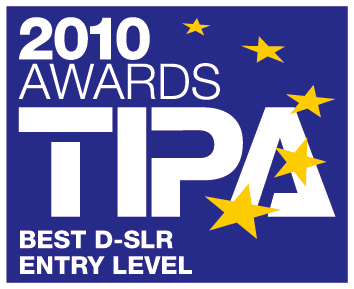 2010
AWARDS
TIPA
BEST D-SLR
ENTRY LEVEL